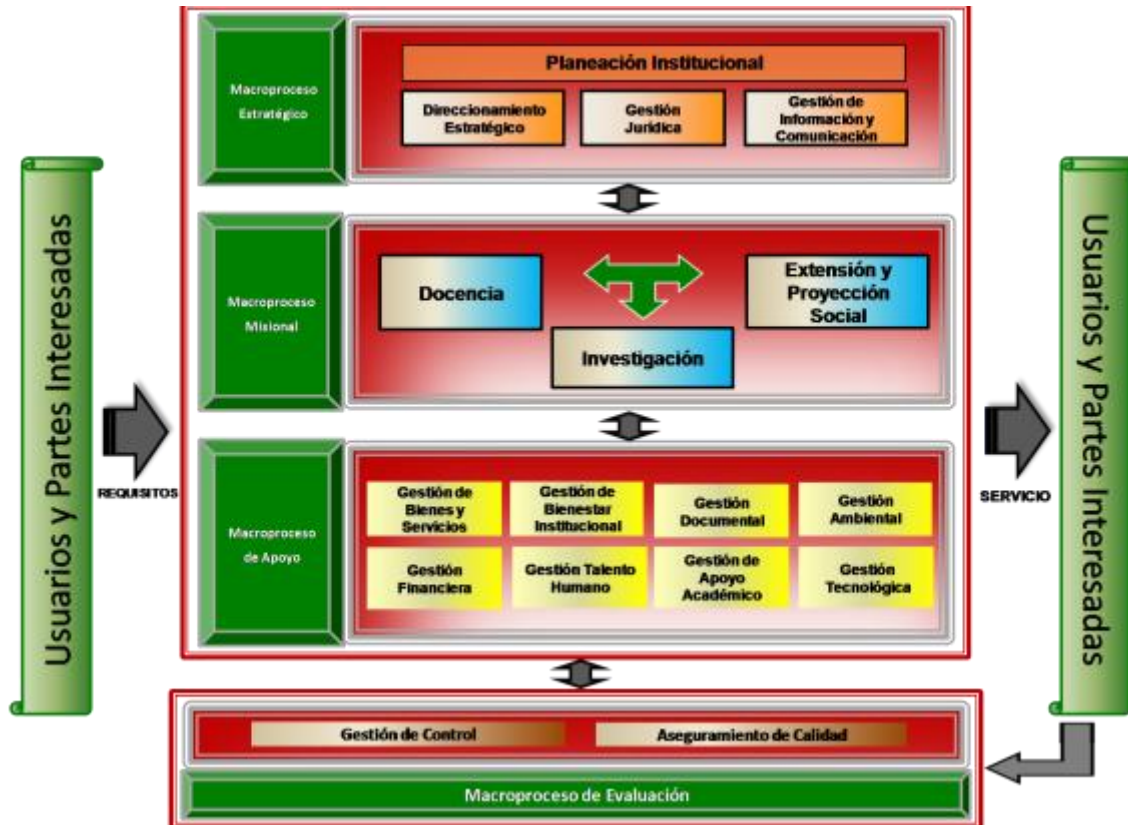 Usuarios y Partes Interesadas
REQUISITOS
Macroproceso
Estratégico
Planeación Institucional
Direccionamiento
Estratégico
Gestión
Jurídica
Gestión de
Información y
Comunicación
Macroproceso
Misional
Docencia
Extensión y
Proyección
Social
Investigación
Macroproceso
de Apoyo
Gestión de
Bienes y
Servicios
Gestión de
Bienestar
Institucional
Gestión
Documental
Gestión
Ambiental
Gestión
Financiera
Gestión Talento
Humano
Gestión de
Apoyo
Académico
Gestión
Tecnológica
SERVICIO
Usuarios y Partes Interesadas
Gestión de Control
Aseguramiento de Calidad
Macroproceso de Evaluación